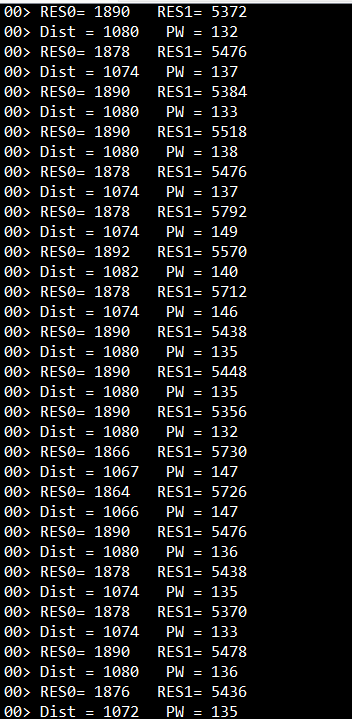 00> RES0= 1890   RES1= 5372
00> Dist = 1080   PW = 132
00> RES0= 1878   RES1= 5476
00> Dist = 1074   PW = 137
00> RES0= 1890   RES1= 5384
00> Dist = 1080   PW = 133
00> RES0= 1890   RES1= 5518
00> Dist = 1080   PW = 138
00> RES0= 1878   RES1= 5476
00> Dist = 1074   PW = 137
00> RES0= 1878   RES1= 5792
00> Dist = 1074   PW = 149
00> RES0= 1892   RES1= 5570
00> Dist = 1082   PW = 140
00> RES0= 1878   RES1= 5712
00> Dist = 1074   PW = 146
00> RES0= 1890   RES1= 5438
00> Dist = 1080   PW = 135
00> RES0= 1890   RES1= 5448
00> Dist = 1080   PW = 135
00> RES0= 1890   RES1= 5356
00> Dist = 1080   PW = 132
00> RES0= 1866   RES1= 5730
00> Dist = 1067   PW = 147
00> RES0= 1864   RES1= 5726
00> Dist = 1066   PW = 147
00> RES0= 1890   RES1= 5476
00> Dist = 1080   PW = 136
00> RES0= 1878   RES1= 5438
00> Dist = 1074   PW = 135
00> RES0= 1878   RES1= 5370
00> Dist = 1074   PW = 133
00> RES0= 1890   RES1= 5478
00> Dist = 1080   PW = 136
00> RES0= 1876   RES1= 5436
00> Dist = 1072   PW = 135